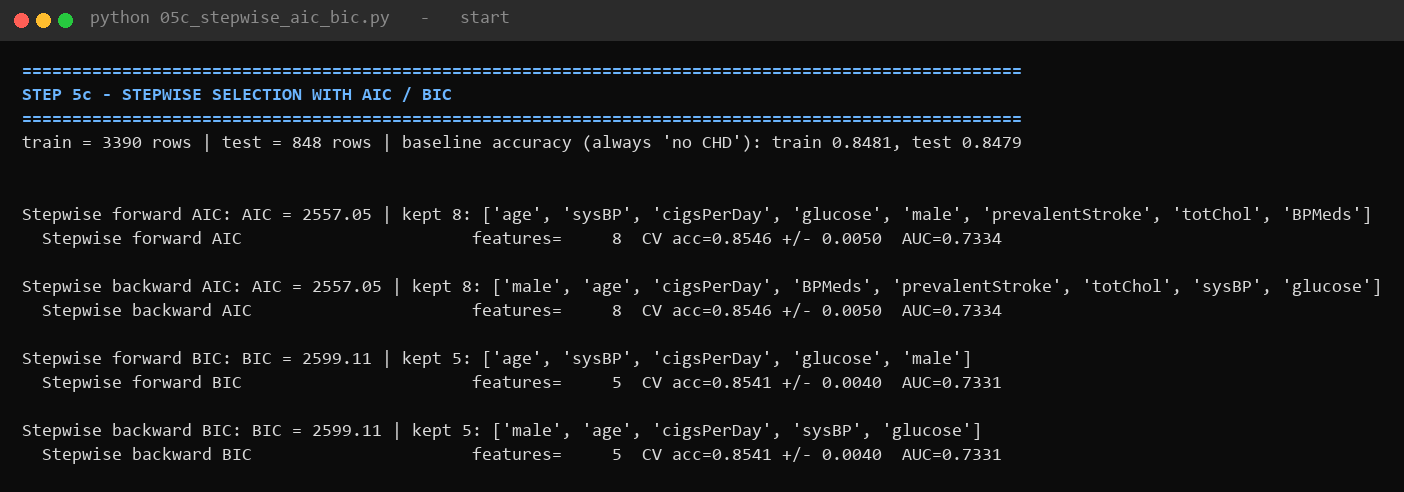 python 05c_stepwise_aic_bic.py   -   start
====================================================================================================
STEP 5c - STEPWISE SELECTION WITH AIC / BIC
====================================================================================================
train = 3390 rows | test = 848 rows | baseline accuracy (always 'no CHD'): train 0.8481, test 0.8479
Stepwise forward AIC: AIC = 2557.05 | kept 8: ['age', 'sysBP', 'cigsPerDay', 'glucose', 'male', 'prevalentStroke', 'totChol', 'BPMeds']
  Stepwise forward AIC                       features=     8  CV acc=0.8546 +/- 0.0050  AUC=0.7334
Stepwise backward AIC: AIC = 2557.05 | kept 8: ['male', 'age', 'cigsPerDay', 'BPMeds', 'prevalentStroke', 'totChol', 'sysBP', 'glucose']
  Stepwise backward AIC                      features=     8  CV acc=0.8546 +/- 0.0050  AUC=0.7334
Stepwise forward BIC: BIC = 2599.11 | kept 5: ['age', 'sysBP', 'cigsPerDay', 'glucose', 'male']
  Stepwise forward BIC                       features=     5  CV acc=0.8541 +/- 0.0040  AUC=0.7331
Stepwise backward BIC: BIC = 2599.11 | kept 5: ['male', 'age', 'cigsPerDay', 'sysBP', 'glucose']
  Stepwise backward BIC                      features=     5  CV acc=0.8541 +/- 0.0040  AUC=0.7331